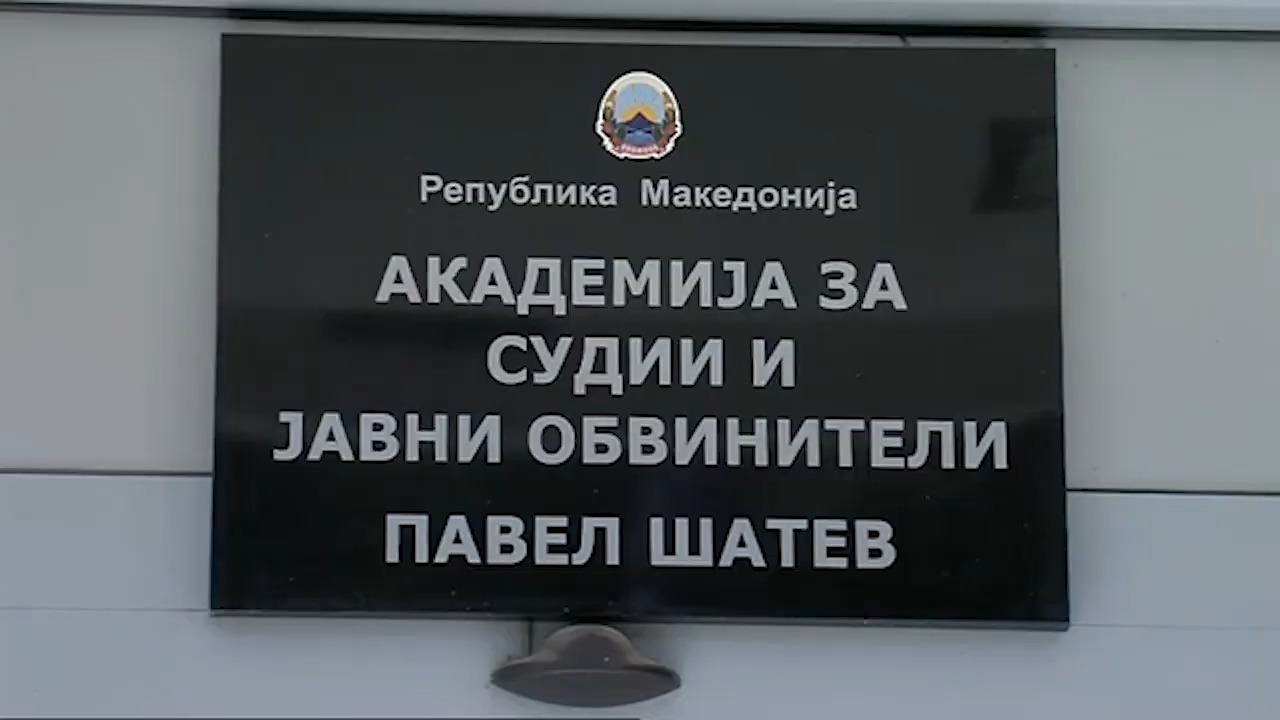 Република Македонија
АКАДЕМИЈА ЗА
СУДИИ И
ЈАВНИ ОБВИНИТЕЛИ
ПАВЕЛ ШАТЕВ